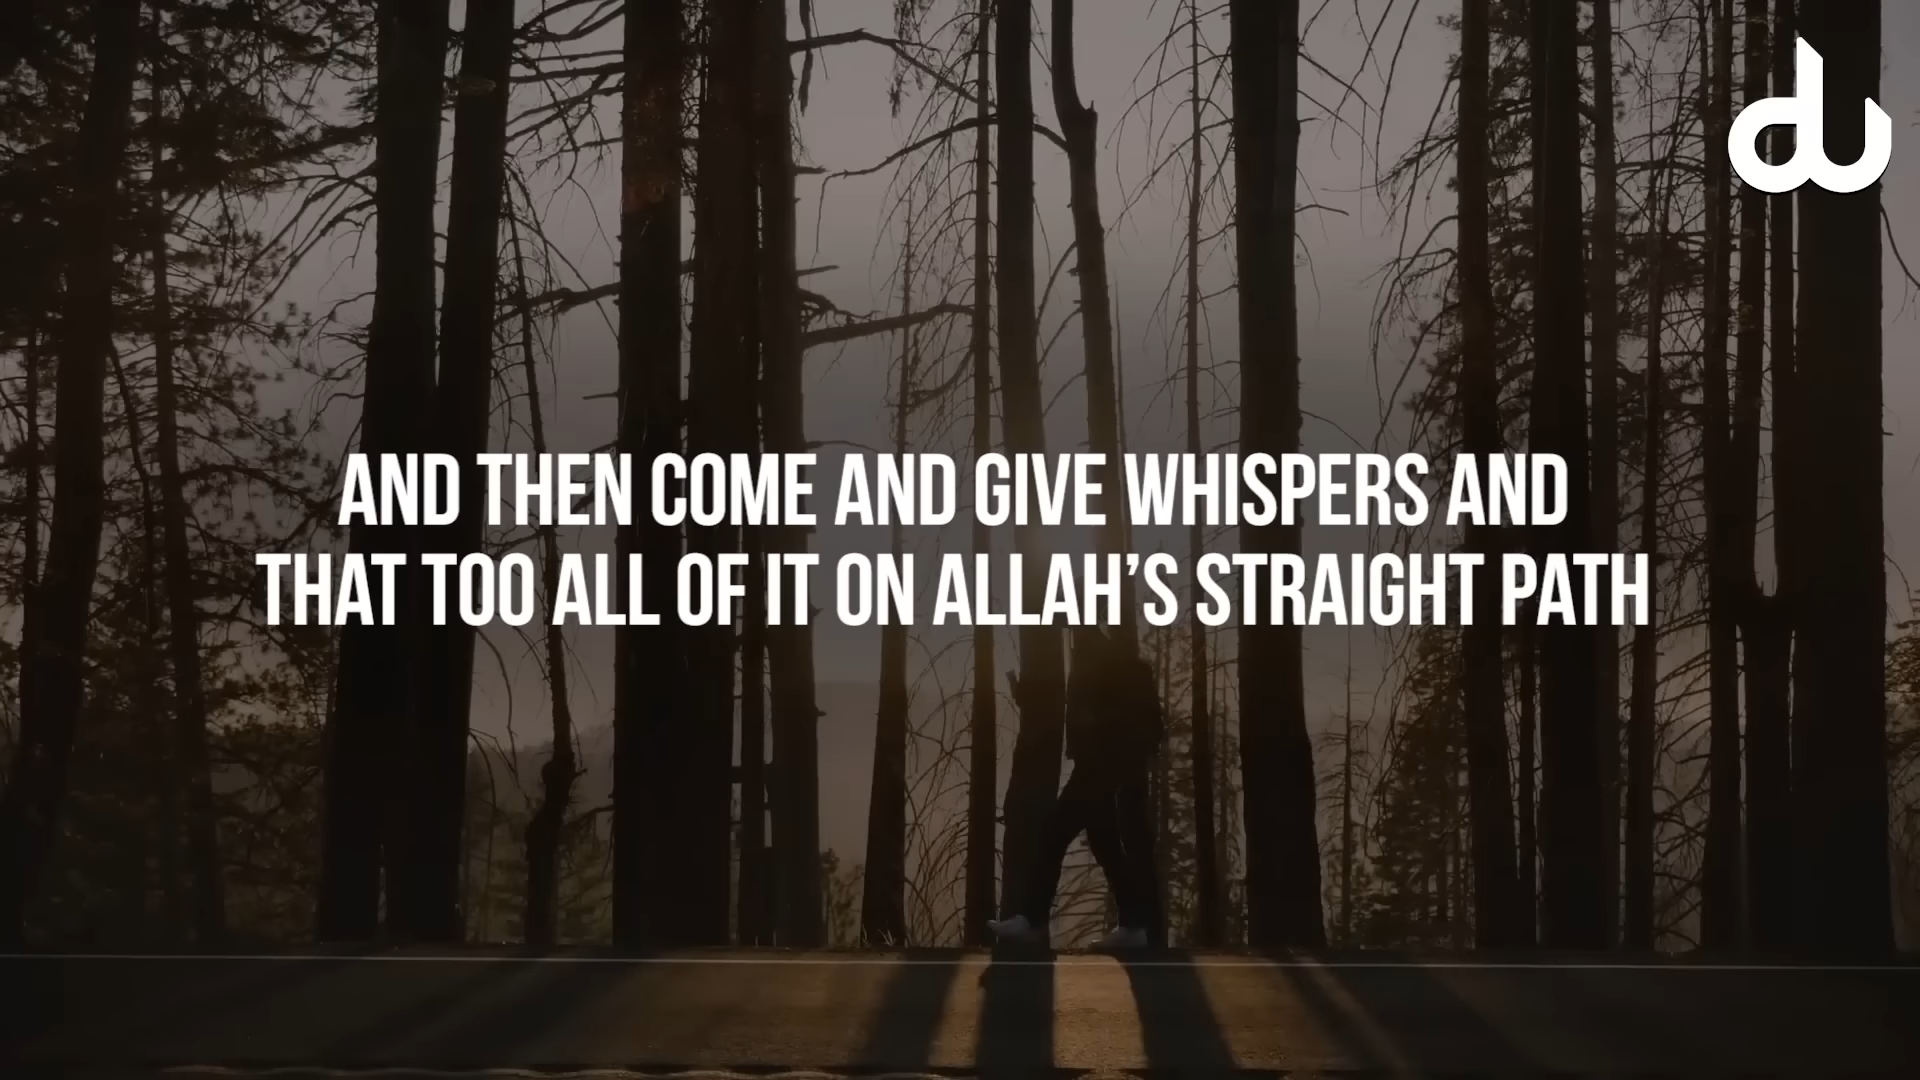 AND THEN COME AND GIVE WHISPERS AND
THAT TOO ALL OF IT ON ALLAH’S STRAIGHT PATH